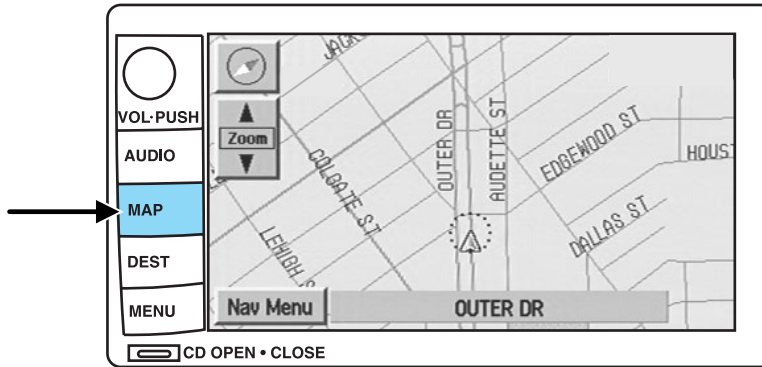 VOL·PUSH
AUDIO
MAP
DEST
MENU
CD OPEN • CLOSE
Zoom
OUTER DR
AUDETTE ST
EDGEWOOD ST
HOUST
COLGATE ST
DALLAS ST
LEHIGH S
Nav Menu
OUTER DR